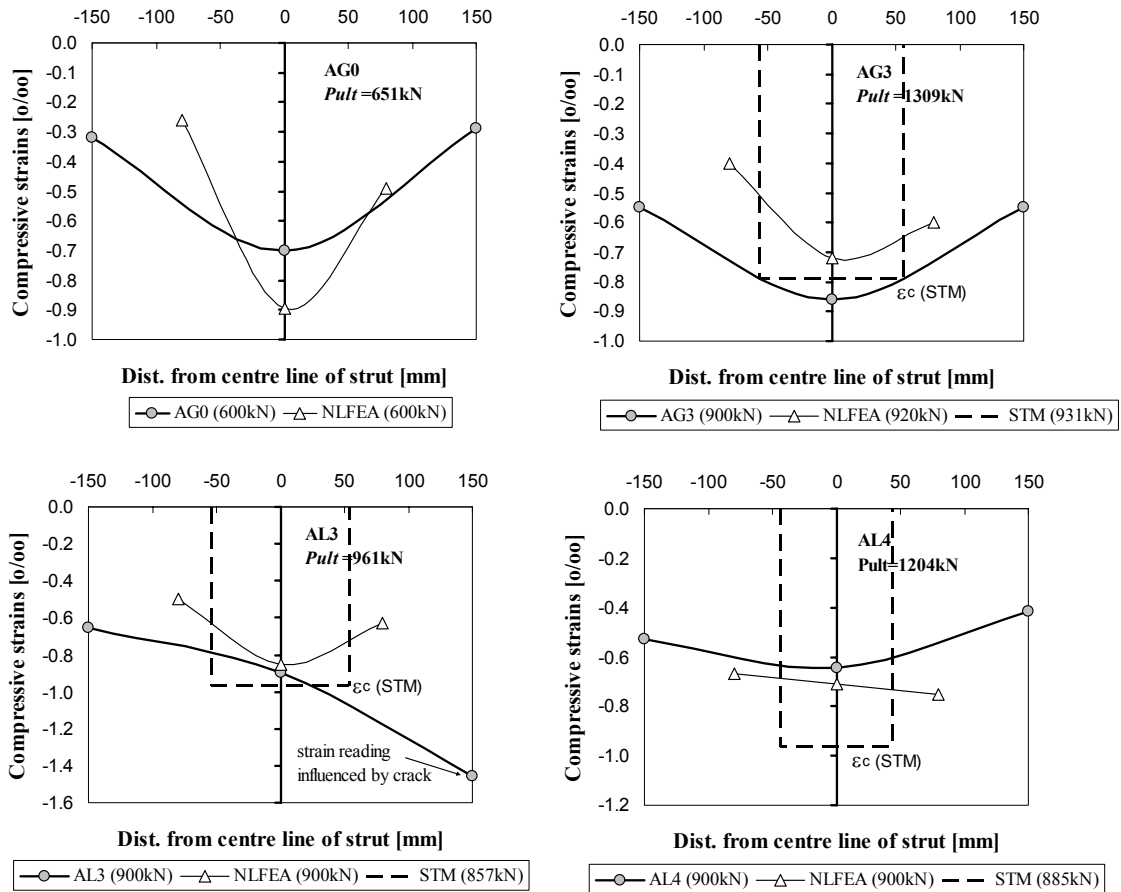 -150 -100 -50 0 50 100 150
0.0
-0.1
-0.2
-0.3
-0.4
-0.5
-0.6
-0.7
-0.8
-0.9
-1.0
Compressive strains [o/oo]
AG0
Pult =651kN
Dist. from centre line of strut [mm]
AG0 (600kN) NLFEA (600kN)
-150 -100 -50 0 50 100 150
0.0
-0.1
-0.2
-0.3
-0.4
-0.5
-0.6
-0.7
-0.8
-0.9
-1.0
Compressive strains [o/oo]
AG3
Pult =1309kN
εc (STM)
Dist. from centre line of strut [mm]
AG3 (900kN) NLFEA (920kN) STM (931kN)
-150 -100 -50 0 50 100 150
0.0
-0.2
-0.4
-0.6
-0.8
-1.0
-1.2
-1.4
-1.6
Compressive strains [o/oo]
AL3
Pult =961kN
εc (STM)
strain reading
influenced by crack
Dist. from centre line of strut [mm]
AL3 (900kN) NLFEA (900kN) STM (857kN)
-150 -100 -50 0 50 100 150
0.0
-0.2
-0.4
-0.6
-0.8
-1.0
-1.2
Compressive strains [o/oo]
AL4
Pult=1204kN
εc (STM)
Dist. from centre line of strut [mm]
AL4 (900kN) NLFEA (900kN) STM (885kN)